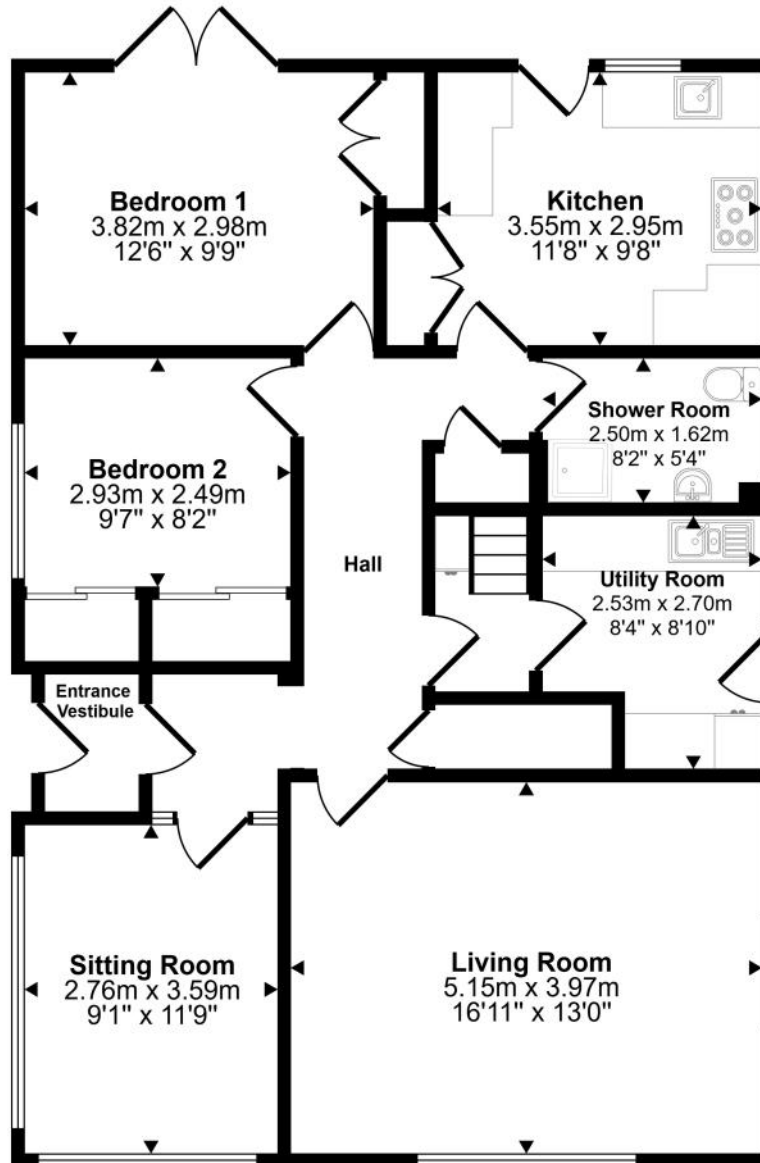 Bedroom 1
3.82m x 2.98m
12'6" x 9'9"
Kitchen
3.55m x 2.95m
11'8" x 9'8"
Shower Room
2.50m x 1.62m
8'2" x 5'4"
Bedroom 2
2.93m x 2.49m
9'7" x 8'2"
Hall
Utility Room
2.53m x 2.70m
8'4" x 8'10"
Entrance
Vestibule
Sitting Room
2.76m x 3.59m
9'1" x 11'9"
Living Room
5.15m x 3.97m
16'11" x 13'0"